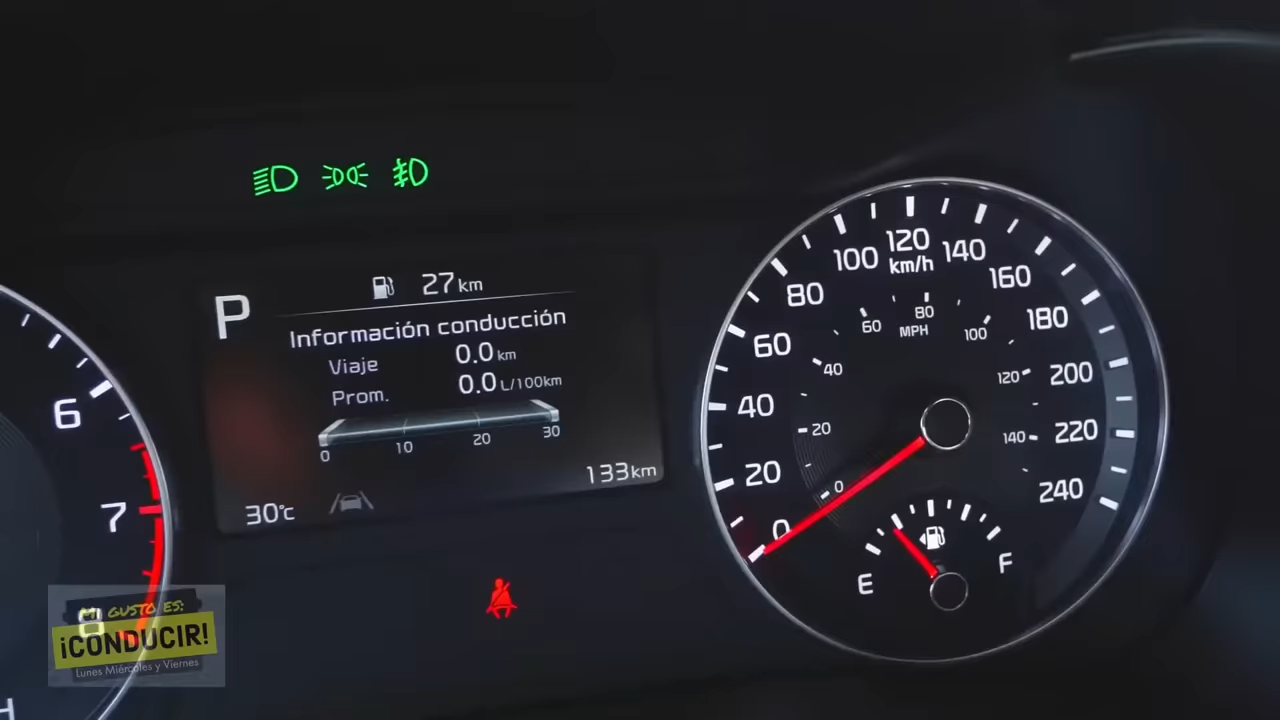 P
27 km
Información conducción
Viaje 0.0 km
Prom. 0.0 L/100km
0 10 20 30
133km
30°c
6
7
8
0 20 40 60 80 100 120 140 160 180 200 220 240
km/h
0 20 40 60 80 100 120 140
MPH
E F
MI GUSTO ES:
¡CONDUCIR!
Lunes Miércoles y Viernes
H